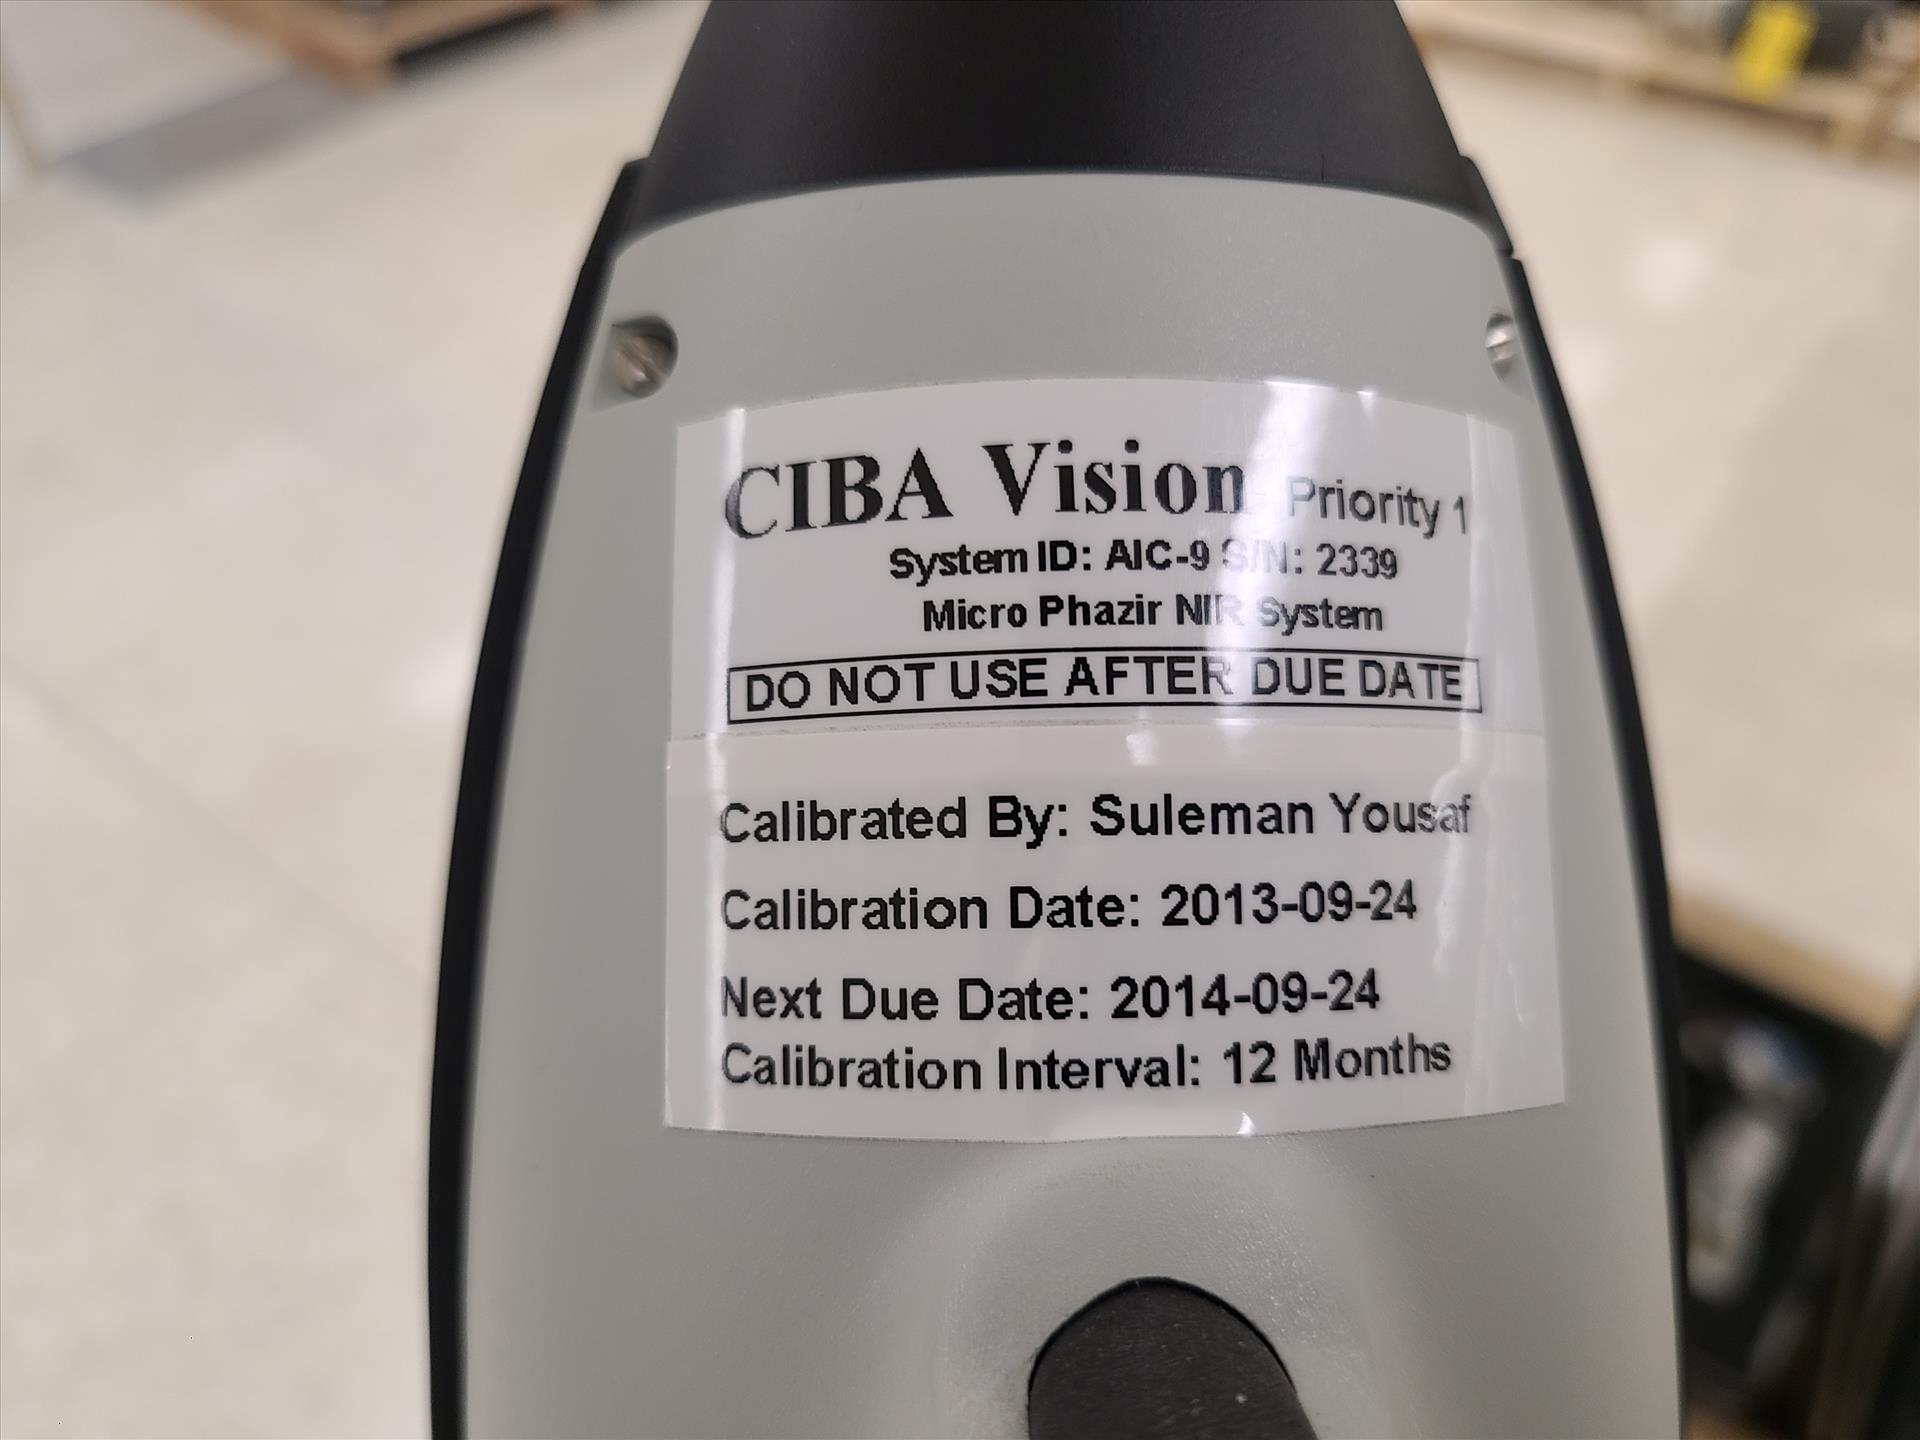 CIBA Vision Priority 1
System ID: AIC-9 S/N: 2339
Micro Phazir NIR System
DO NOT USE AFTER DUE DATE
Calibrated By: Suleman Yousaf
Calibration Date: 2013-09-24
Next Due Date: 2014-09-24
Calibration Interval: 12 Months